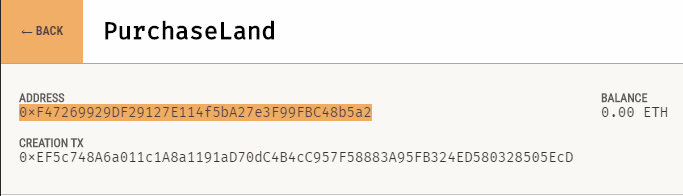 ← BACK
PurchaseLand
ADDRESS
0×F47269929DF29127E114f5bA27e3F99FBC48b5a2
BALANCE
0.00 ETH
CREATION TX
0×EF5c748A6a011c1A8a1191aD70dC4B4cC957F58883A95FB324ED580328505EcD